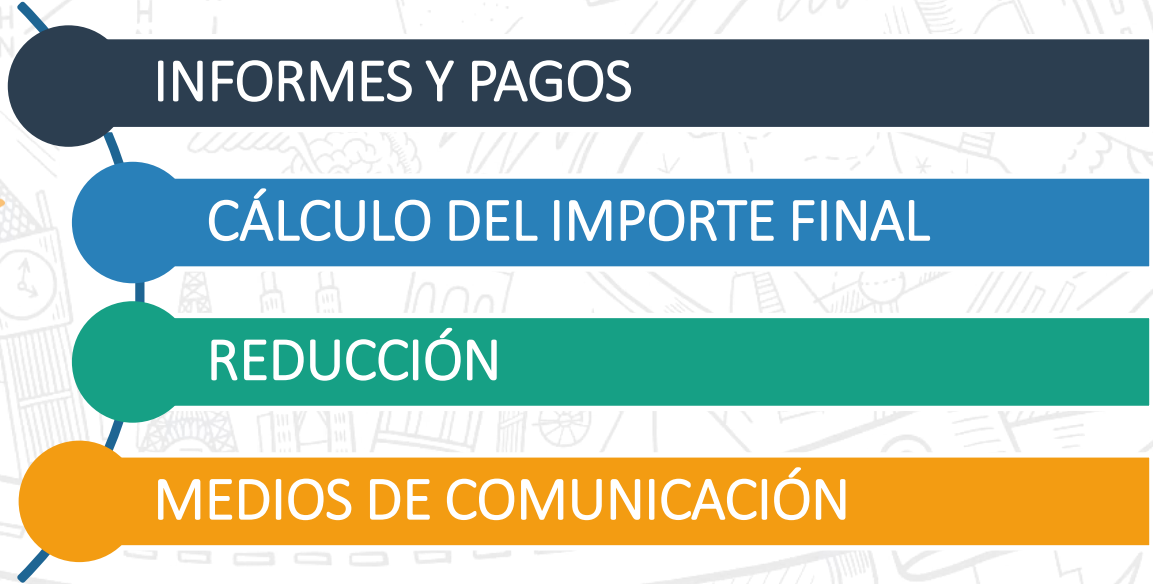 INFORMES Y PAGOS
CÁLCULO DEL IMPORTE FINAL
REDUCCIÓN
MEDIOS DE COMUNICACIÓN